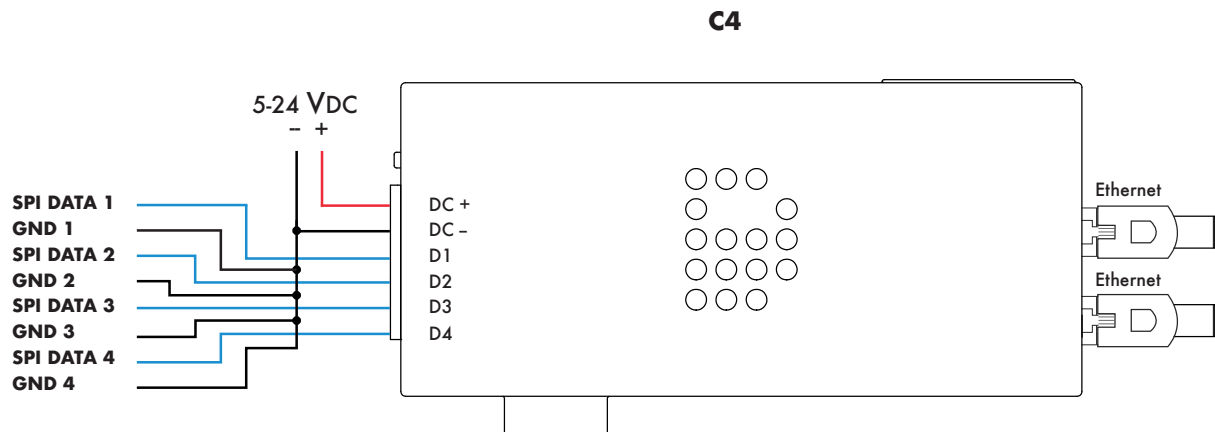 C4
5-24 VDC
– +
SPI DATA 1
GND 1
SPI DATA 2
GND 2
SPI DATA 3
GND 3
SPI DATA 4
GND 4
DC +
DC –
D1
D2
D3
D4
Ethernet
Ethernet